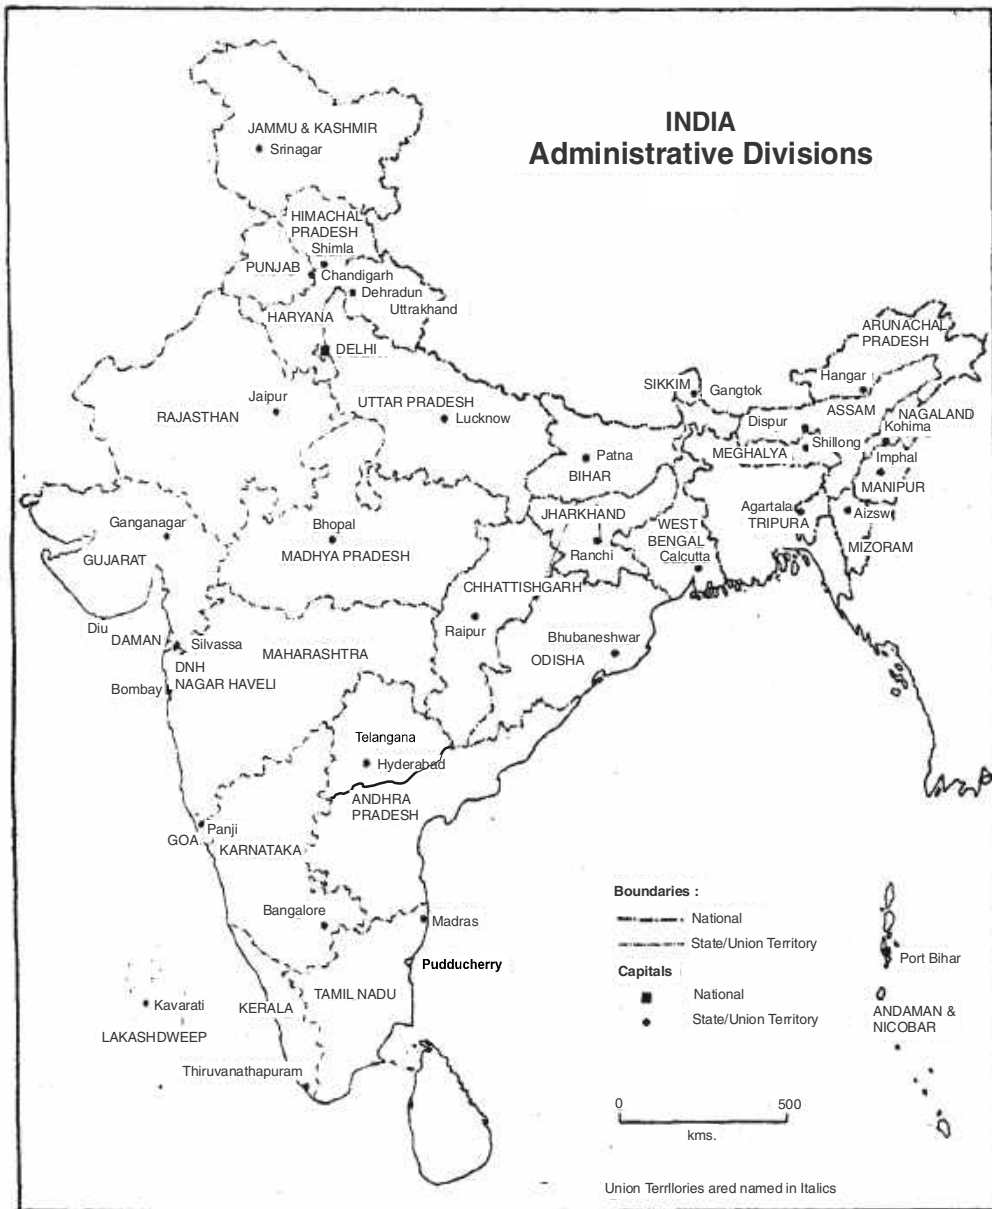 INDIA
Administrative Divisions
JAMMU & KASHMIR
Srinagar
HIMACHAL
PRADESH
Shimla
PUNJAB
Chandigarh
Dehradun
Uttrakhand
HARYANA
DELHI
ARUNACHAL
PRADESH
Hangar
SIKKIM
Gangtok
Jaipur
RAJASTHAN
UTTAR PRADESH
Lucknow
Dispur
ASSAM
NAGALAND
Kohima
Shillong
MEGHALYA
Imphal
MANIPUR
Patna
BIHAR
Agartala
TRIPURA
Aizsw
MIZORAM
Ganganagar
GUJARAT
Bhopal
MADHYA PRADESH
JHARKHAND
Ranchi
WEST
BENGAL
Calcutta
CHHATTISHGARH
Raipur
Bhubaneshwar
ODISHA
Diu
DAMAN
Silvassa
DNH
NAGAR HAVELI
MAHARASHTRA
Bombay
Telangana
Hyderabad
ANDHRA
PRADESH
Panji
GOA
KARNATAKA
Bangalore
Madras
Pudducherry
TAMIL NADU
KERALA
Kavarati
LAKASHDWEEP
Thiruvanathapuram
Boundaries :
National
State/Union Territory
Capitals
National
State/Union Territory
Port Bihar
ANDAMAN &
NICOBAR
0 500
kms.
Union Terrllories ared named in Italics